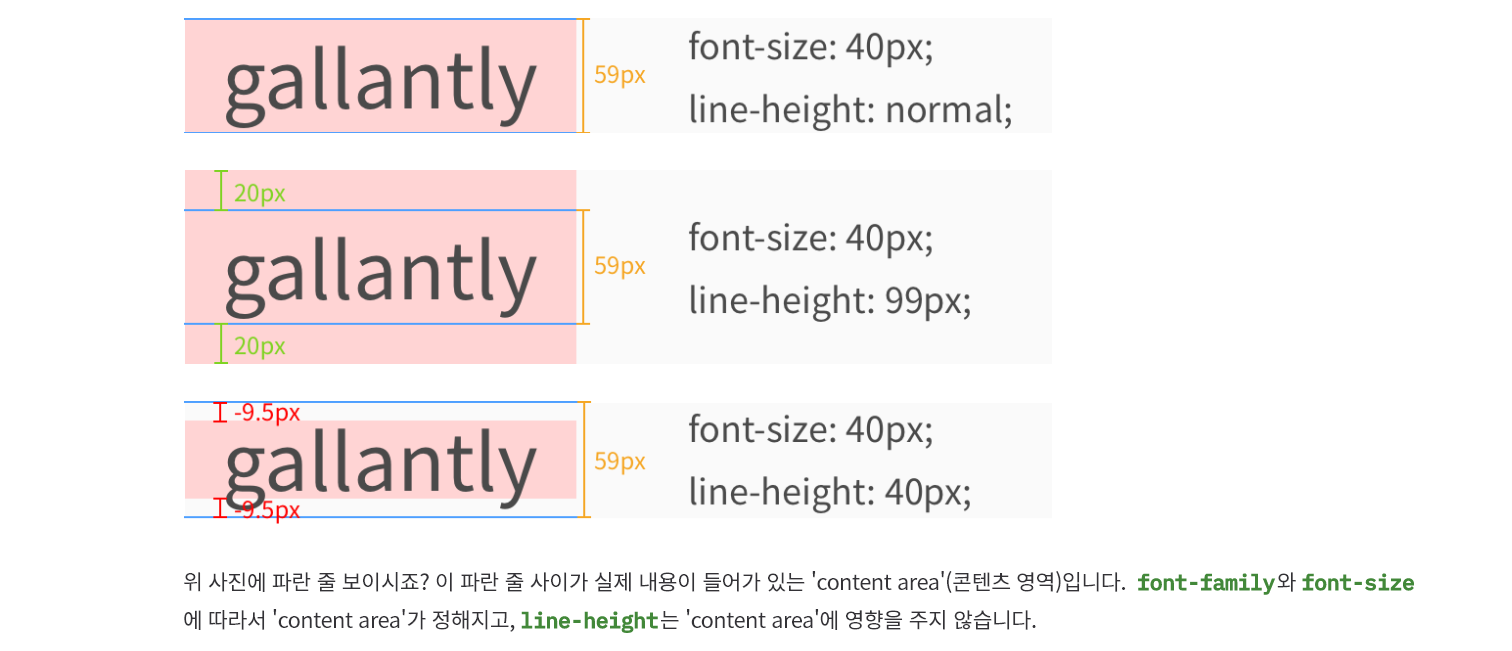 gallantly
59px
font-size: 40px;
line-height: normal;
20px
gallantly
59px
20px
font-size: 40px;
line-height: 99px;
-9.5px
gallantly
59px
-9.5px
font-size: 40px;
line-height: 40px;
위 사진에 파란 줄 보이시죠? 이 파란 줄 사이가 실제 내용이 들어가 있는 'content area'(콘텐츠 영역)입니다. font-family와 font-size
에 따라서 'content area'가 정해지고, line-height는 'content area'에 영향을 주지 않습니다.